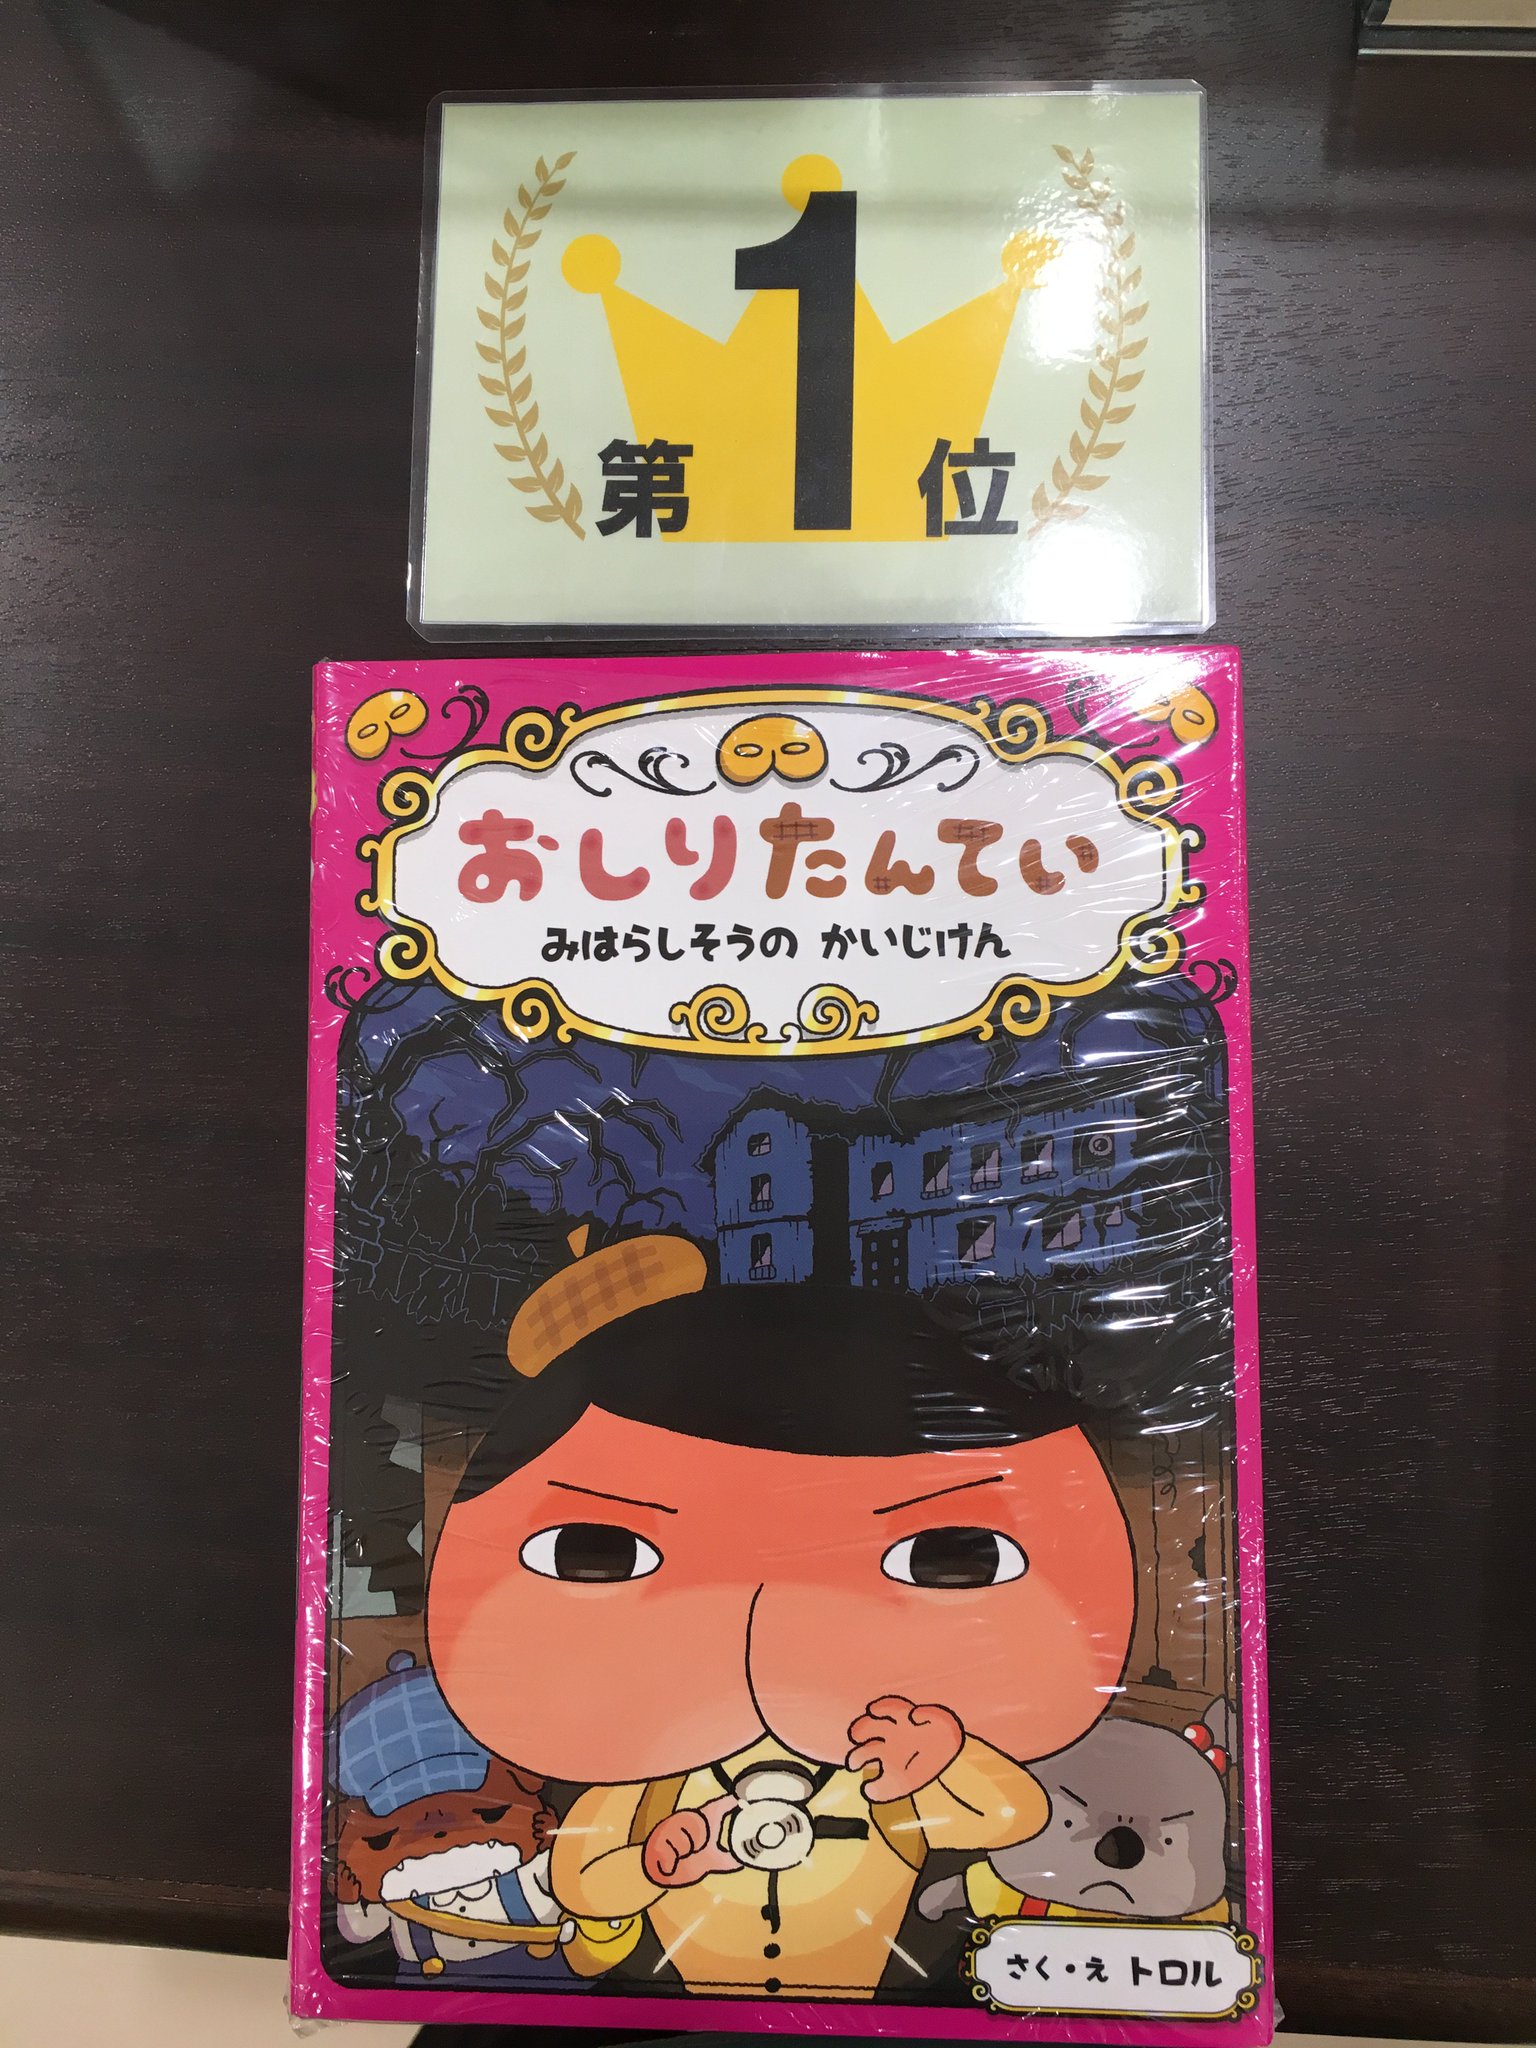 第1位
おしりたんてい
みはらしそうの かいじけん
さく・え トロル